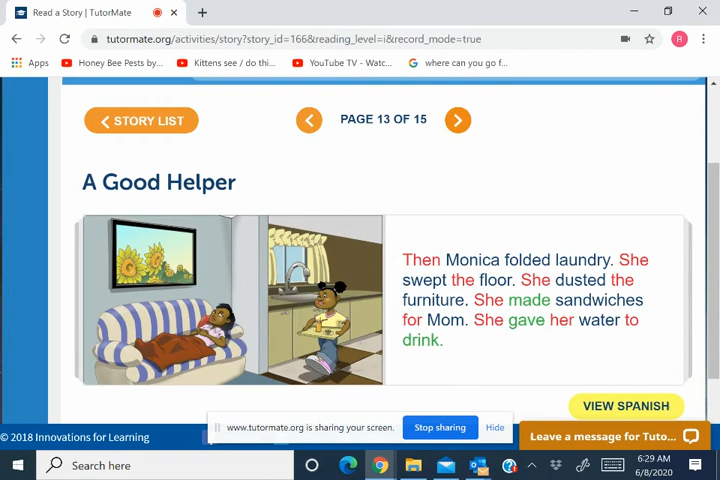 Read a Story | TutorMate
tutormate.org/activities/story?story_id=166&reading_level=i&record_mode=true
R
Apps
Honey Bee Pests by...
Kittens see / do thi...
YouTube TV - Watc...
where can you go f...
STORY LIST
PAGE 13 OF 15
A Good Helper
Then Monica folded laundry. She
swept the floor. She dusted the
furniture. She made sandwiches
for Mom. She gave her water to
drink.
VIEW SPANISH
www.tutormate.org is sharing your screen.
Stop sharing
Hide
© 2018 Innovations for Learning
Leave a message for Tuto...
Search here
6:29 AM
6/8/2020